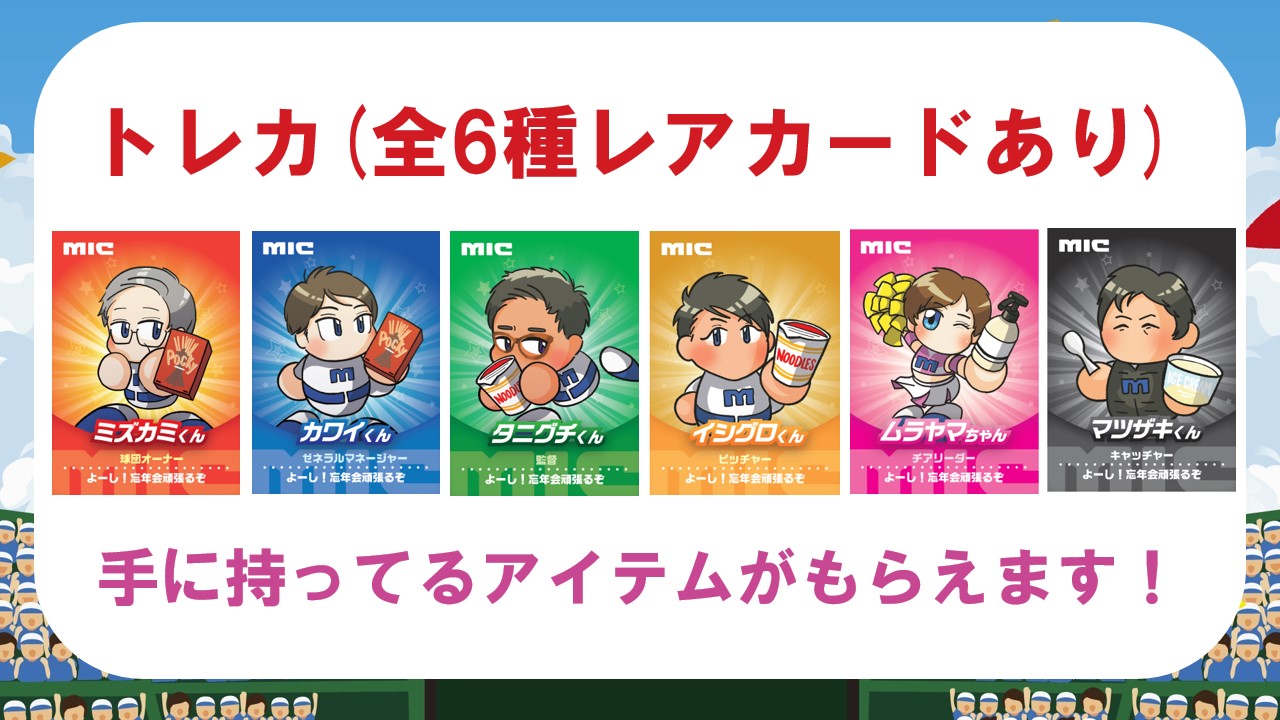 トレカ(全6種レアカードあり)
MIC
POCKY
ミズカミくん
球団オーナー
よーし!忘年会頑張るぞ
MIC
POCKY
m
カワイくん
ゼネラルマネージャー
よーし!忘年会頑張るぞ
MIC
タニグチくん
監督
よーし!忘年会頑張るぞ
MIC
NOODLES
m
イシグロくん
ピッチャー
よーし!忘年会頑張るぞ
MIC
m
ムラヤマちゃん
チアリーダー
よーし!忘年会頑張るぞ
MIC
ICE CREAM
m
マツザキくん
キャッチャー
よーし!忘年会頑張るぞ
手に持ってるアイテムがもらえます!